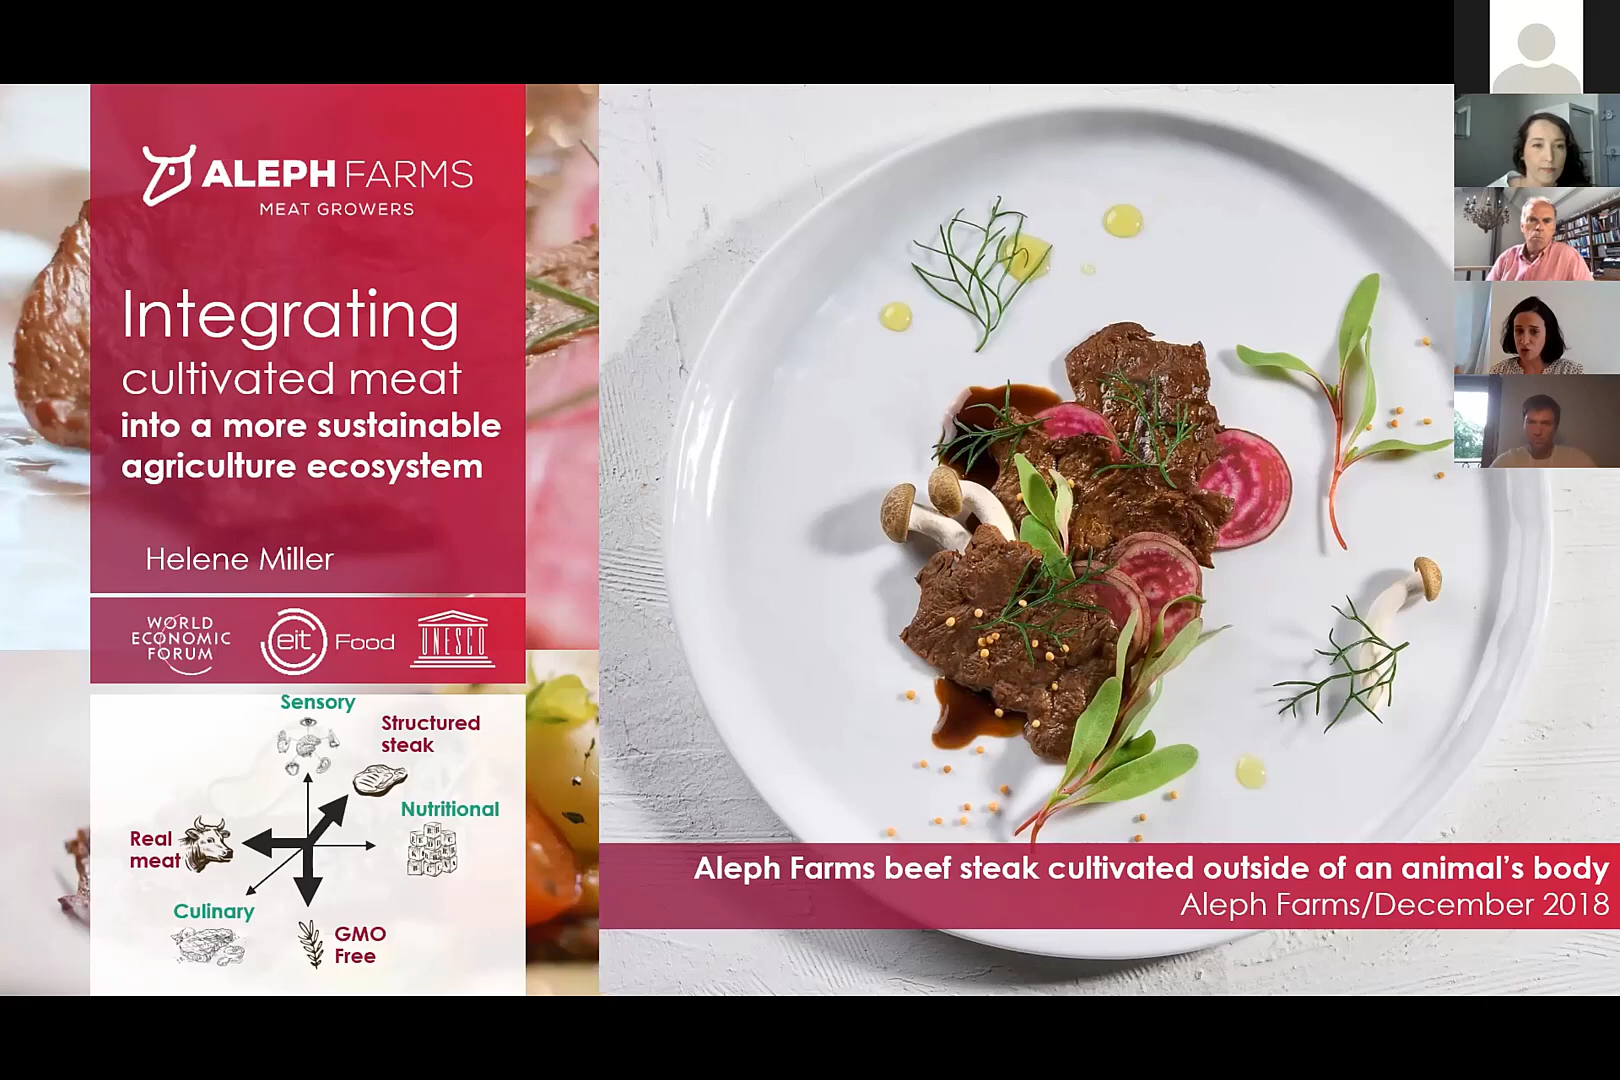 ALEPH FARMS
MEAT GROWERS
Integrating
cultivated meat
into a more sustainable
agriculture ecosystem
Helene Miller
WORLD
ECONOMIC
FORUM
eit Food
UNESCO
Sensory
Structured
steak
Nutritional
Real
meat
Culinary
GMO
Free
Aleph Farms beef steak cultivated outside of an animal's body
Aleph Farms/December 2018